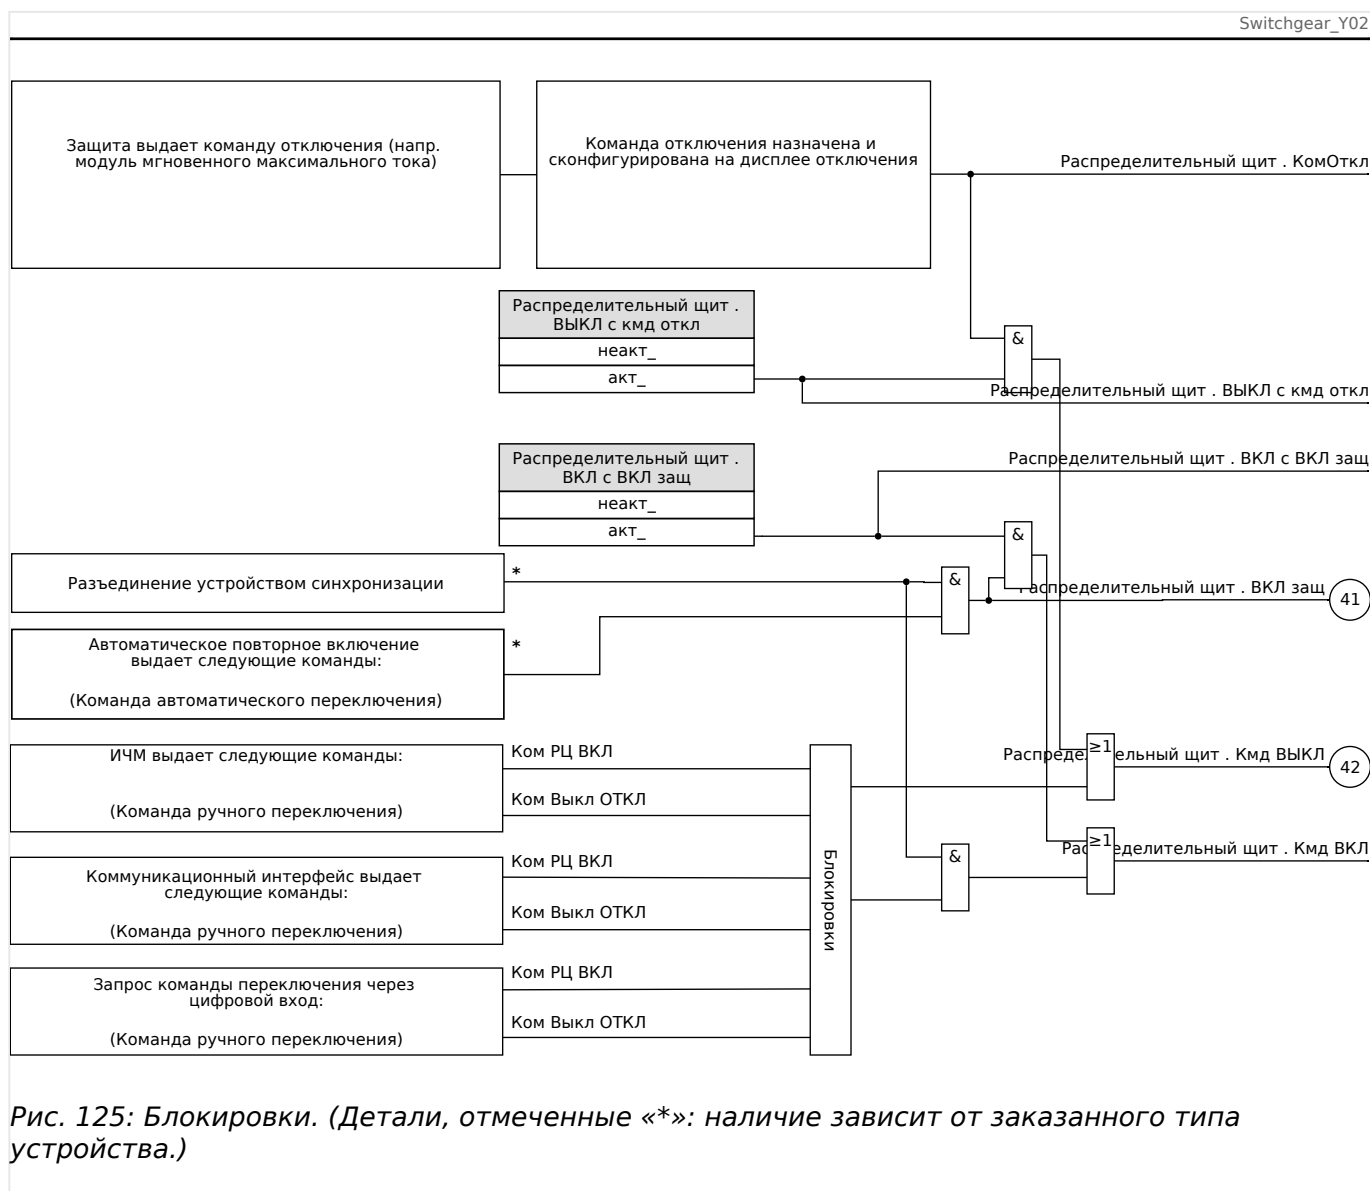 Switchgear_Y02
Защита выдает команду отключения (напр.
модуль мгновенного максимального тока)
Команда отключения назначена и
сконфигурирована на дисплее отключения
Распределительный щит . КомОткл
Распределительный щит .
ВЫКЛ с кмд откл
неакт_
акт_
&
Распределительный щит . ВЫКЛ с кмд откл
Распределительный щит .
ВКЛ с ВКЛ защ
неакт_
акт_
Распределительный щит . ВКЛ с ВКЛ защ
&
Разъединение устройством синхронизации
*
&
Распределительный щит . ВКЛ защ
41
Автоматическое повторное включение
выдает следующие команды:
(Команда автоматического переключения)
*
ИЧМ выдает следующие команды:
(Команда ручного переключения)
Ком РЦ ВКЛ
Ком Выкл ОТКЛ
≥1
Распределительный щит . Кмд ВЫКЛ
42
Коммуникационный интерфейс выдает
следующие команды:
(Команда ручного переключения)
Ком РЦ ВКЛ
Ком Выкл ОТКЛ
Блокировки
&
≥1
Распределительный щит . Кмд ВКЛ
Запрос команды переключения через
цифровой вход:
(Команда ручного переключения)
Ком РЦ ВКЛ
Ком Выкл ОТКЛ
Рис. 125: Блокировки. (Детали, отмеченные «*»: наличие зависит от заказанного типа
устройства.)